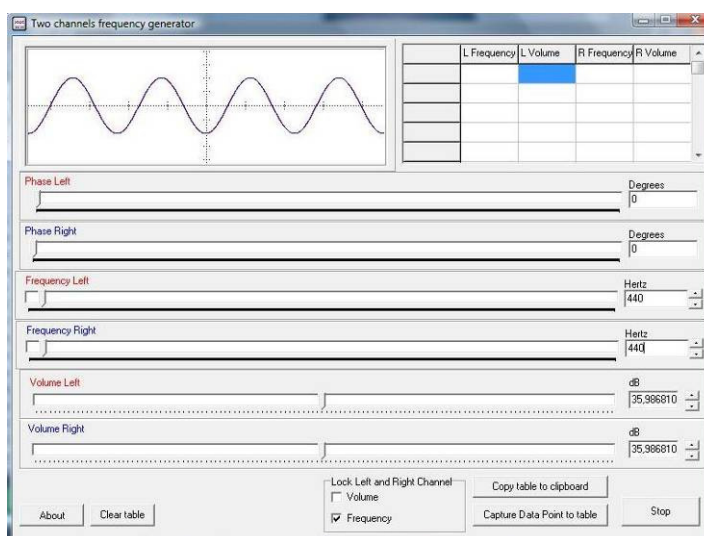 Two channels frequency generator
L Frequency L Volume R Frequency R Volume
Phase Left
Degrees
0
Phase Right
Degrees
0
Frequency Left
Hertz
440
Frequency Right
Hertz
440
Volume Left
dB
35,986810
Volume Right
dB
35,986810
Lock Left and Right Channel
Volume
Frequency
Copy table to clipboard
About
Clear table
Capture Data Point to table
Stop